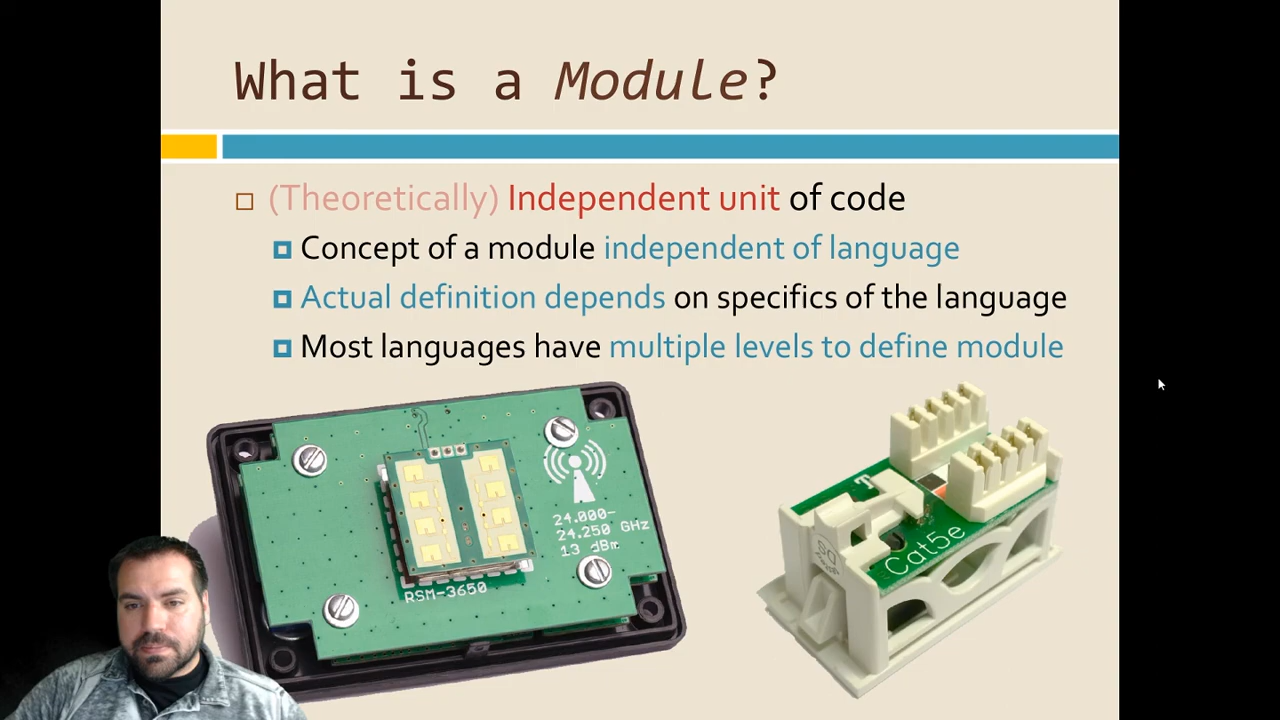 What is a Module?
(Theoretically) Independent unit of code
Concept of a module independent of language
Actual definition depends on specifics of the language
Most languages have multiple levels to define module
24.000-
24.250 GHz
13 dBm
RSM-3650
Cat5e